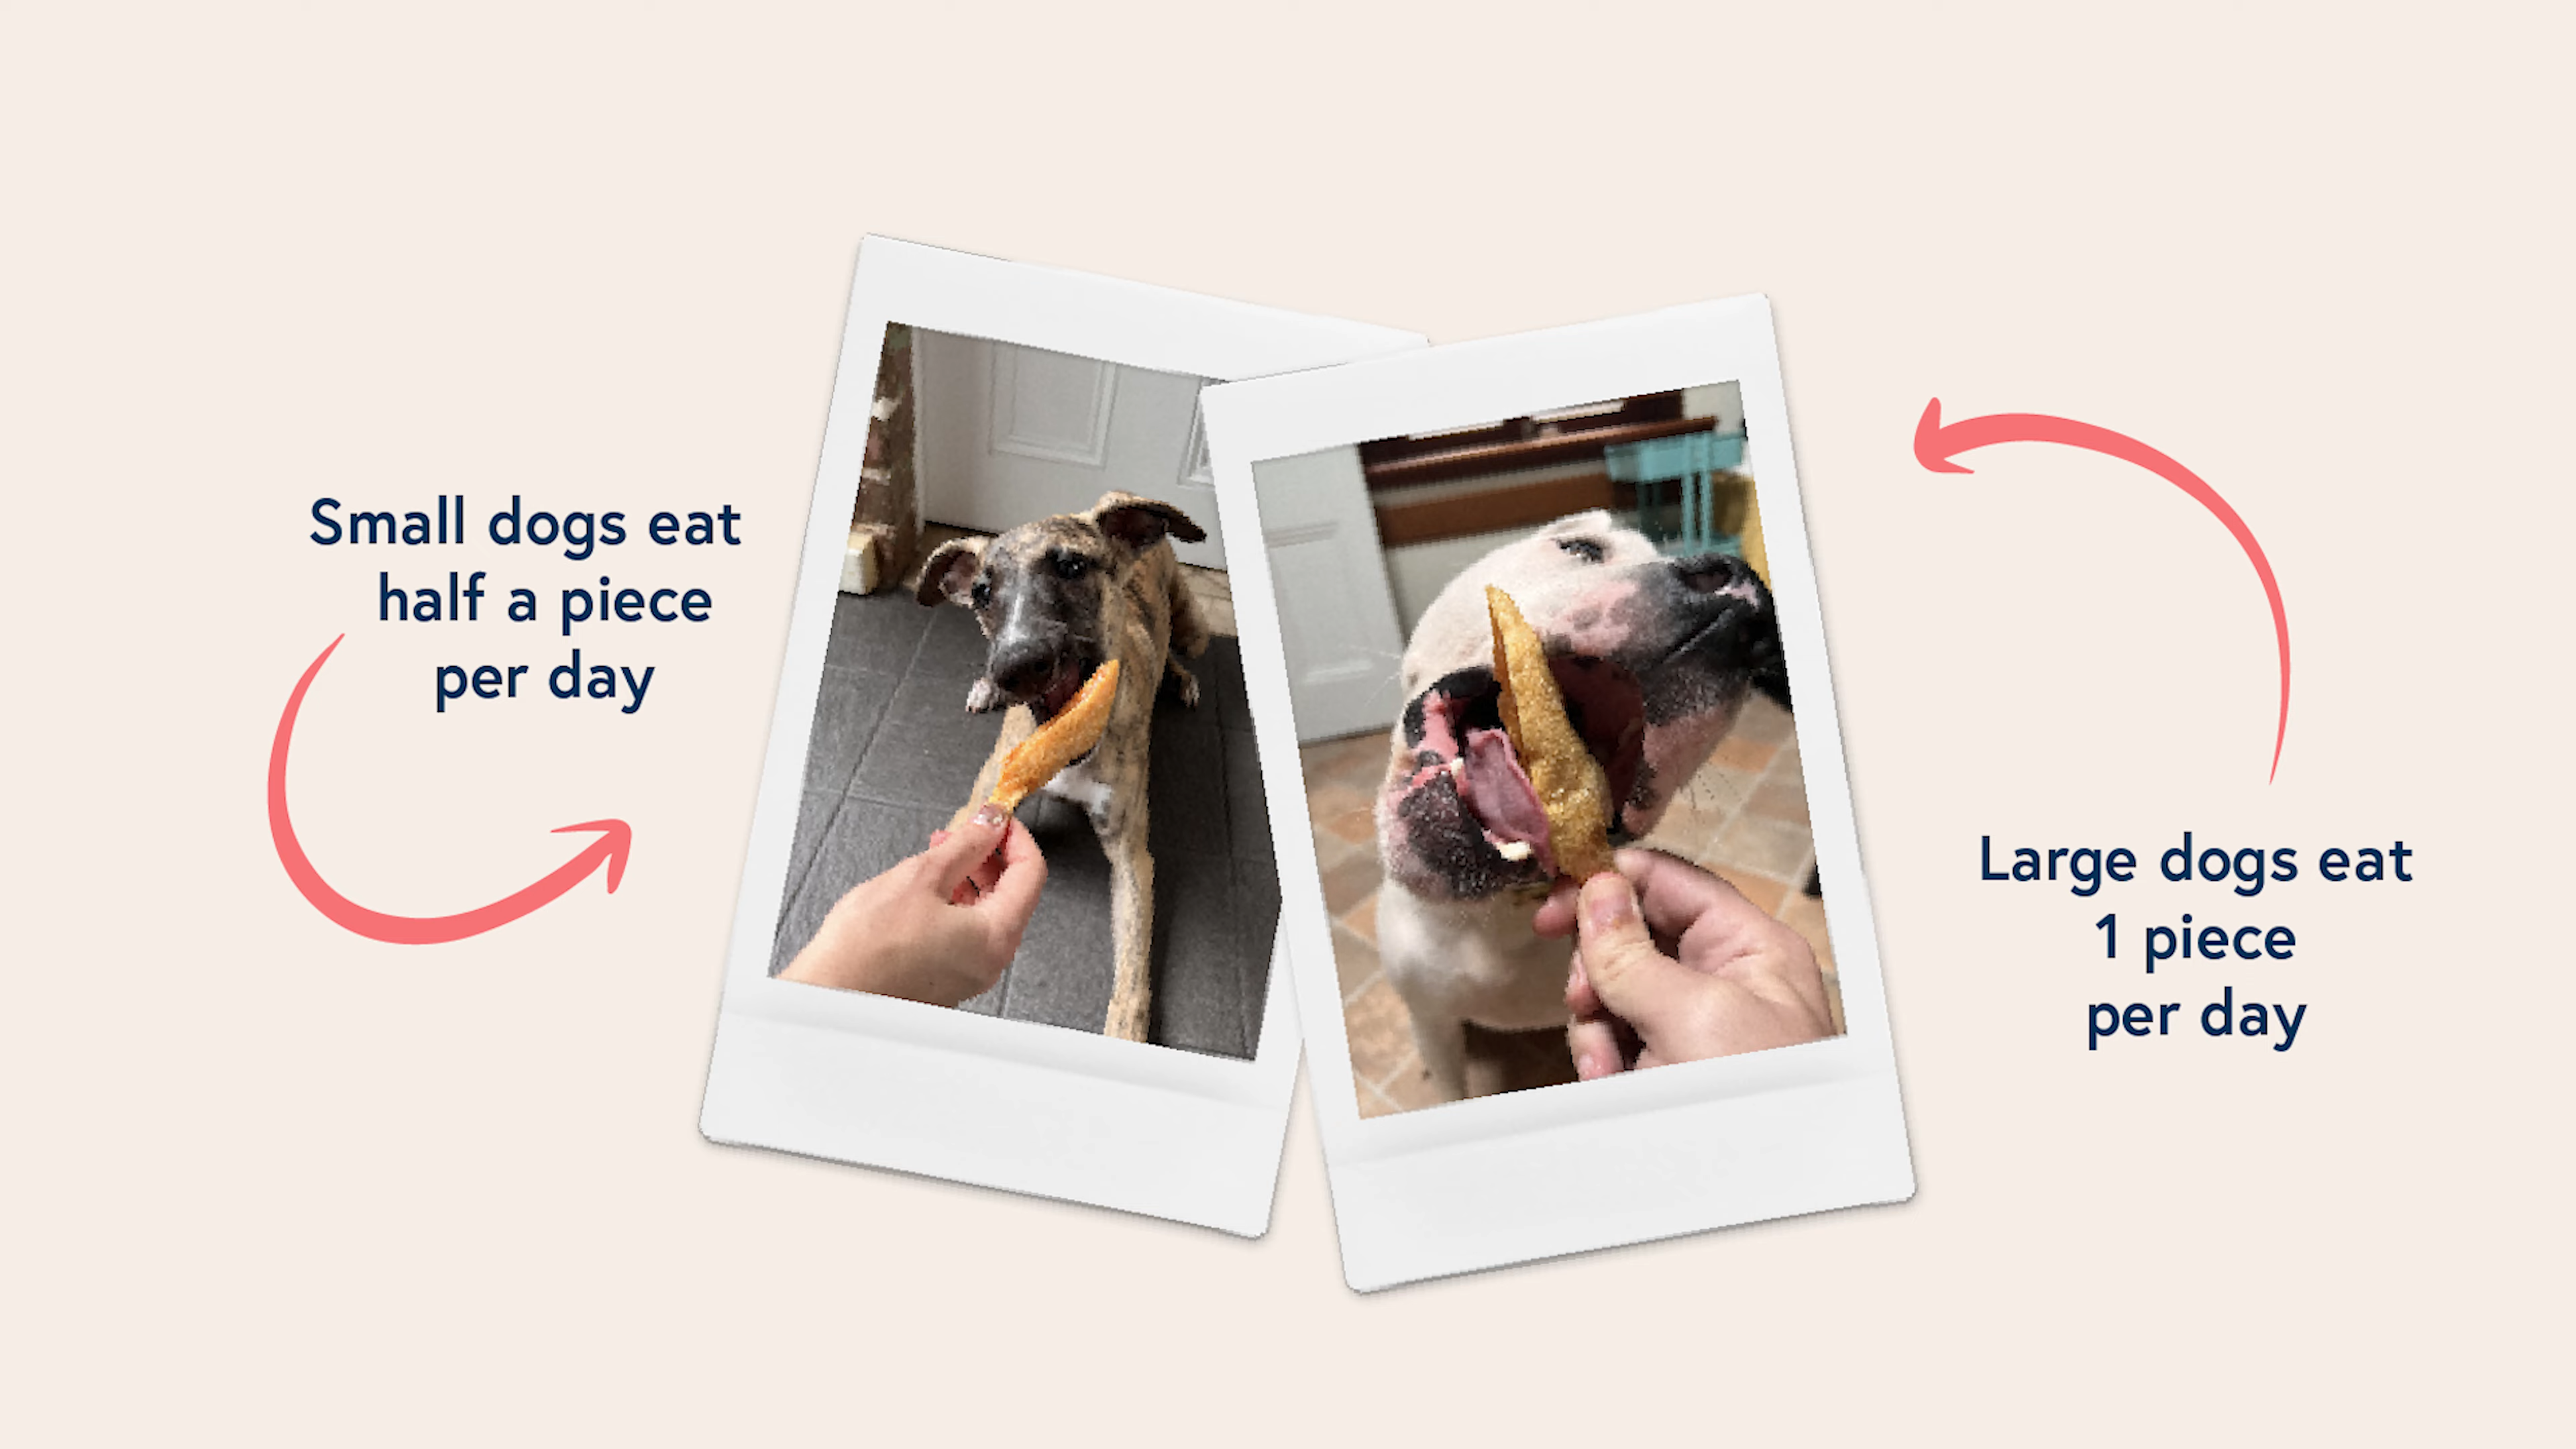 Small dogs eat
half a piece
per day
Large dogs eat
1 piece
per day